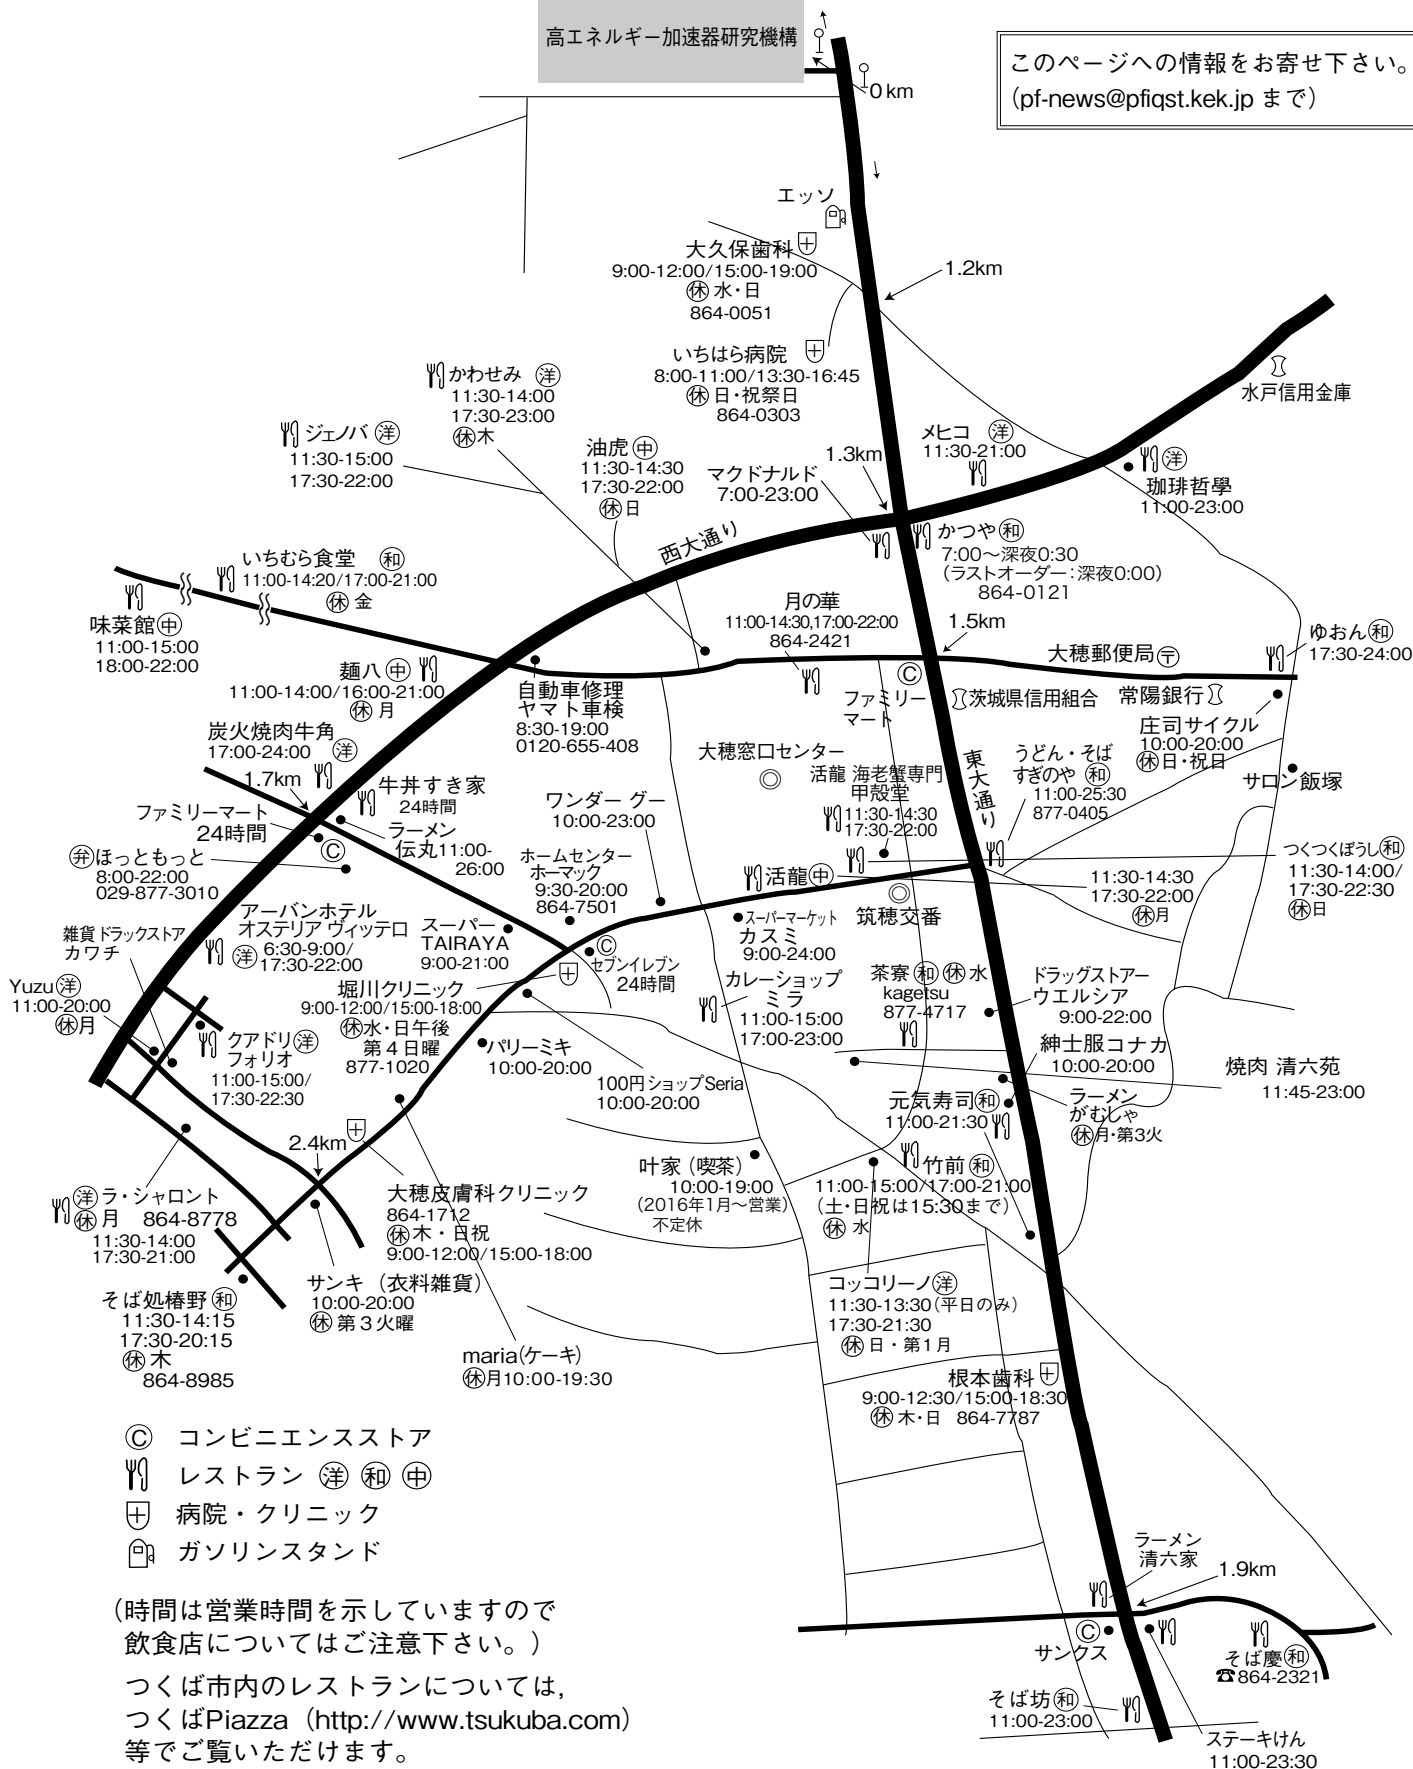 高エネルギー加速器研究機構
このページへの情報をお寄せ下さい。
(pf-news@pfiqst.kek.jp まで)
0 km
エッソ
大久保歯科
9:00-12:00/15:00-19:00
休 水・日
864-0051
1.2km
いちはら病院
8:00-11:00/13:30-16:45
休 日・祝祭日
864-0303
水戸信用金庫
かわせみ 洋
11:30-14:00
17:30-23:00
休 木
ジェノバ 洋
11:30-15:00
17:30-22:00
油虎 中
11:30-14:30
17:30-22:00
休 日
マクドナルド
7:00-23:00
1.3km
メヒコ 洋
11:30-21:00
洋
珈琲哲學
11:00-23:00
西大通り
かつや 和
7:00〜深夜0:30
(ラストオーダー:深夜0:00)
864-0121
いちむら食堂 和
11:00-14:20/17:00-21:00
休 金
味菜館 中
11:00-15:00
18:00-22:00
月の華
11:00-14:30,17:00-22:00
864-2421
1.5km
大穂郵便局 〒
ゆおん 和
17:30-24:00
麺八 中
11:00-14:00/16:00-21:00
休 月
自動車修理
ヤマト車検
8:30-19:00
0120-655-408
C
ファミリー
マート
茨城県信用組合
常陽銀行
庄司サイクル
10:00-20:00
休 日・祝日
サロン飯塚
炭火焼肉牛角
17:00-24:00 洋
1.7km
牛丼すき家
24時間
ファミリーマート
24時間
C
ラーメン
伝丸11:00-
26:00
ワンダー グー
10:00-23:00
大穂窓口センター
活龍 海老蟹専門
甲殻堂
11:30-14:30
17:30-22:00
東大通り
うどん・そば
すぎのや 和
11:00-25:30
877-0405
弁 ほっともっと
8:00-22:00
029-877-3010
ホームセンター
ホーマック
9:30-20:00
864-7501
活龍 中
11:30-14:30
17:30-22:00
休 月
つくつくぼうし 和
11:30-14:00/
17:30-22:30
休 日
筑穂交番
アーバンホテル
オステリア ヴィッテロ
洋 6:30-9:00/
17:30-22:00
スーパー
TAIRAYA
9:00-21:00
スーパーマーケット
カスミ
9:00-24:00
C
セブンイレブン
24時間
雑貨 ドラックストア
カワチ
Yuzu 洋
11:00-20:00
休 月
堀川クリニック
9:00-12:00/15:00-18:00
休 水・日午後
第４日曜
877-1020
カレーショップ
ミラ
11:00-15:00
17:00-23:00
茶寮 和 休 水
kagetsu
877-4717
ドラッグストアー
ウエルシア
9:00-22:00
クアドリ 洋
フォリオ
11:00-15:00/
17:30-22:30
パリーミキ
10:00-20:00
100円ショップSeria
10:00-20:00
紳士服コナカ
10:00-20:00
焼肉 清六苑
11:45-23:00
元気寿司 和
11:00-21:30
ラーメン
がむしゃ
休 月・第3火
2.4km
叶家 (喫茶)
10:00-19:00
(2016年1月〜営業)
不定休
竹前 和
11:00-15:00/17:00-21:00
(土・日祝は15:30まで)
休 水
洋 ラ・シャロント
休 月 864-8778
11:30-14:00
17:30-21:00
大穂皮膚科クリニック
864-1712
休 木・日祝
9:00-12:00/15:00-18:00
サンキ (衣料雑貨)
10:00-20:00
休 第３火曜
そば処椿野 和
11:30-14:15
17:30-20:15
休 木
864-8985
maria(ケーキ)
休 月10:00-19:30
コッコリーノ 洋
11:30-13:30(平日のみ)
17:30-21:30
休 日・第1月
根本歯科
9:00-12:30/15:00-18:30
休 木・日 864-7787
C コンビニエンスストア
レストラン 洋 和 中
病院・クリニック
ガソリンスタンド
(時間は営業時間を示していますので
飲食店についてはご注意下さい。)
つくば市内のレストランについては,
つくばPiazza (http://www.tsukuba.com)
等でご覧いただけます。
ラーメン
清六家
1.9km
C
サンクス
そば慶 和
☎864-2321
そば坊 和
11:00-23:00
ステーキけん
11:00-23:30